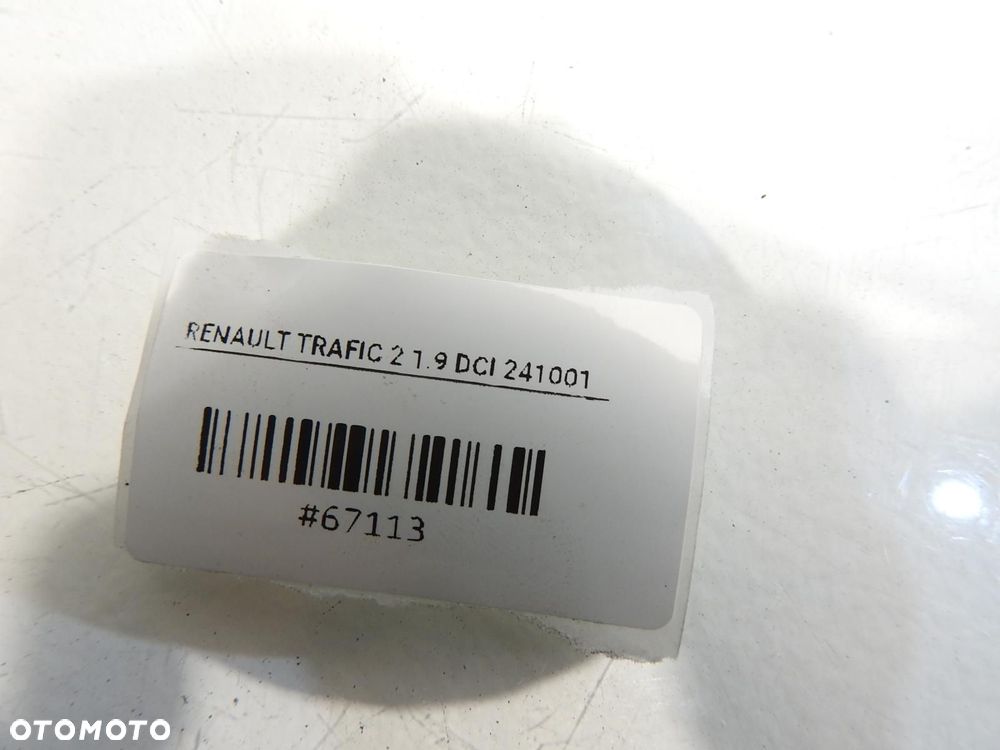 RENAULT TRAFIC 2 1.9 DCI 241001
#67113
OTOMOTO